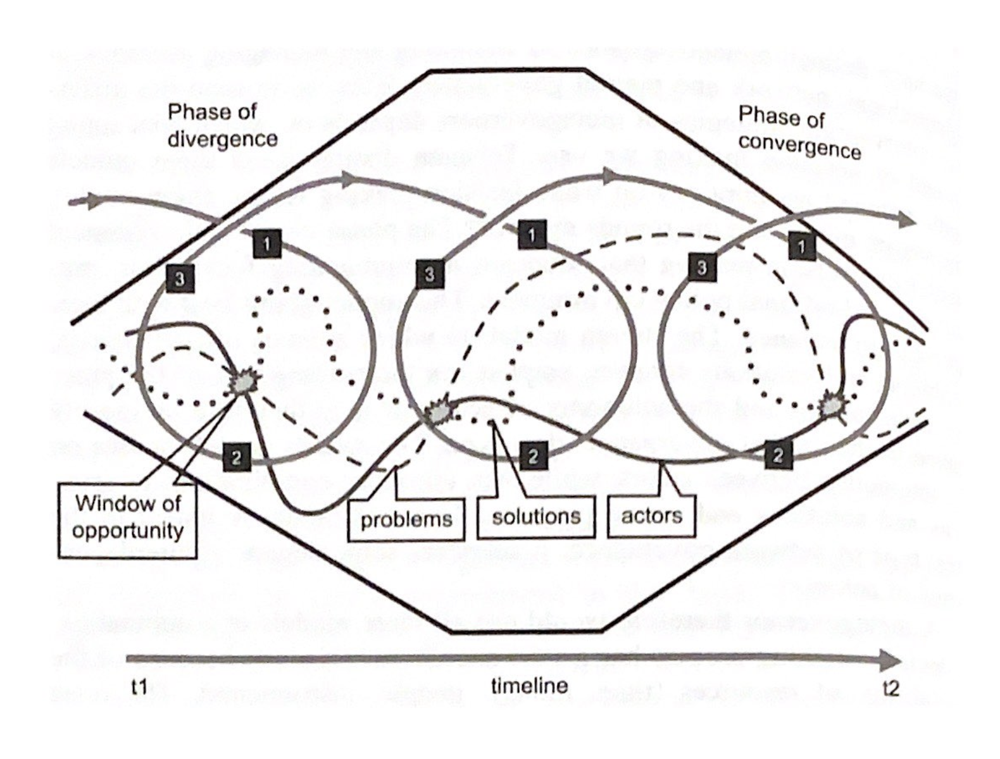 Phase of
divergence
Phase of
convergence
1
1
1
3
3
3
2
2
2
Window of
opportunity
problems
solutions
actors
t1
timeline
t2